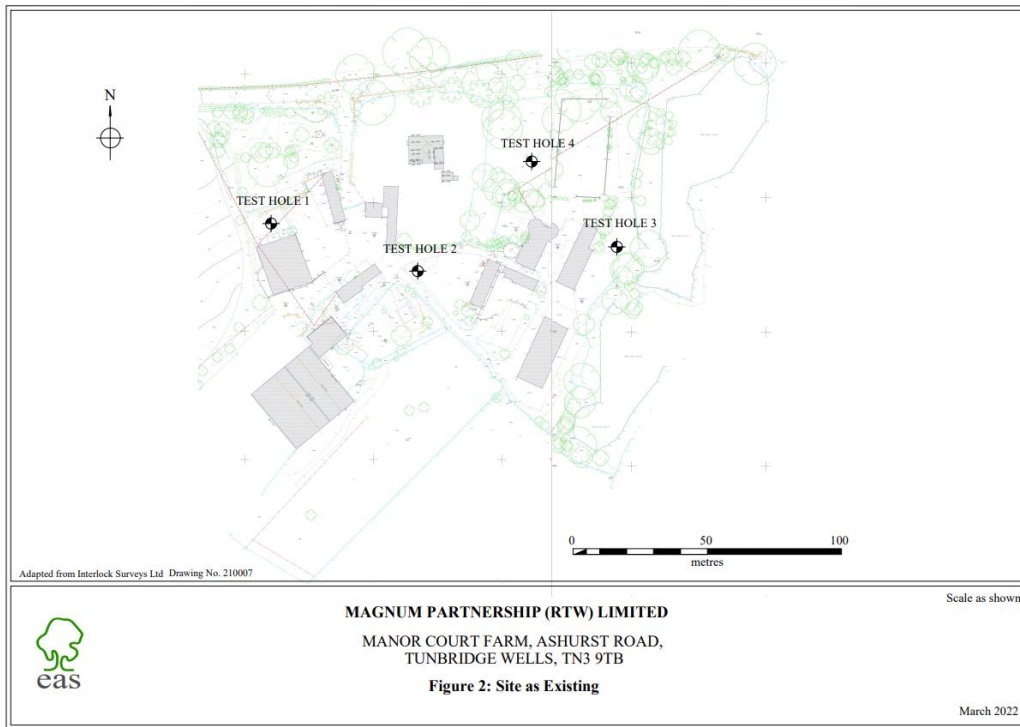 N
TEST HOLE 4
TEST HOLE 1
TEST HOLE 3
TEST HOLE 2
0 50 100
metres
Adapted from Interlock Surveys Ltd Drawing No. 210007
Scale as shown
MAGNUM PARTNERSHIP (RTW) LIMITED
MANOR COURT FARM, ASHURST ROAD,
TUNBRIDGE WELLS, TN3 9TB
Figure 2: Site as Existing
eas
March 2022